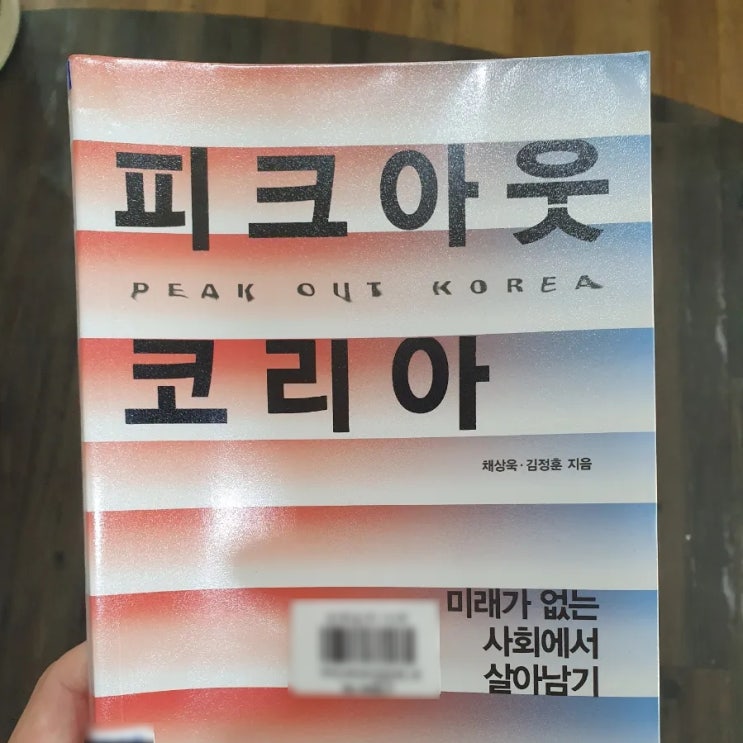 피크아웃
PEAK OUT KOREA
코리아
채상욱·김정훈 지음
미래가 없는
사회에서
살아남기